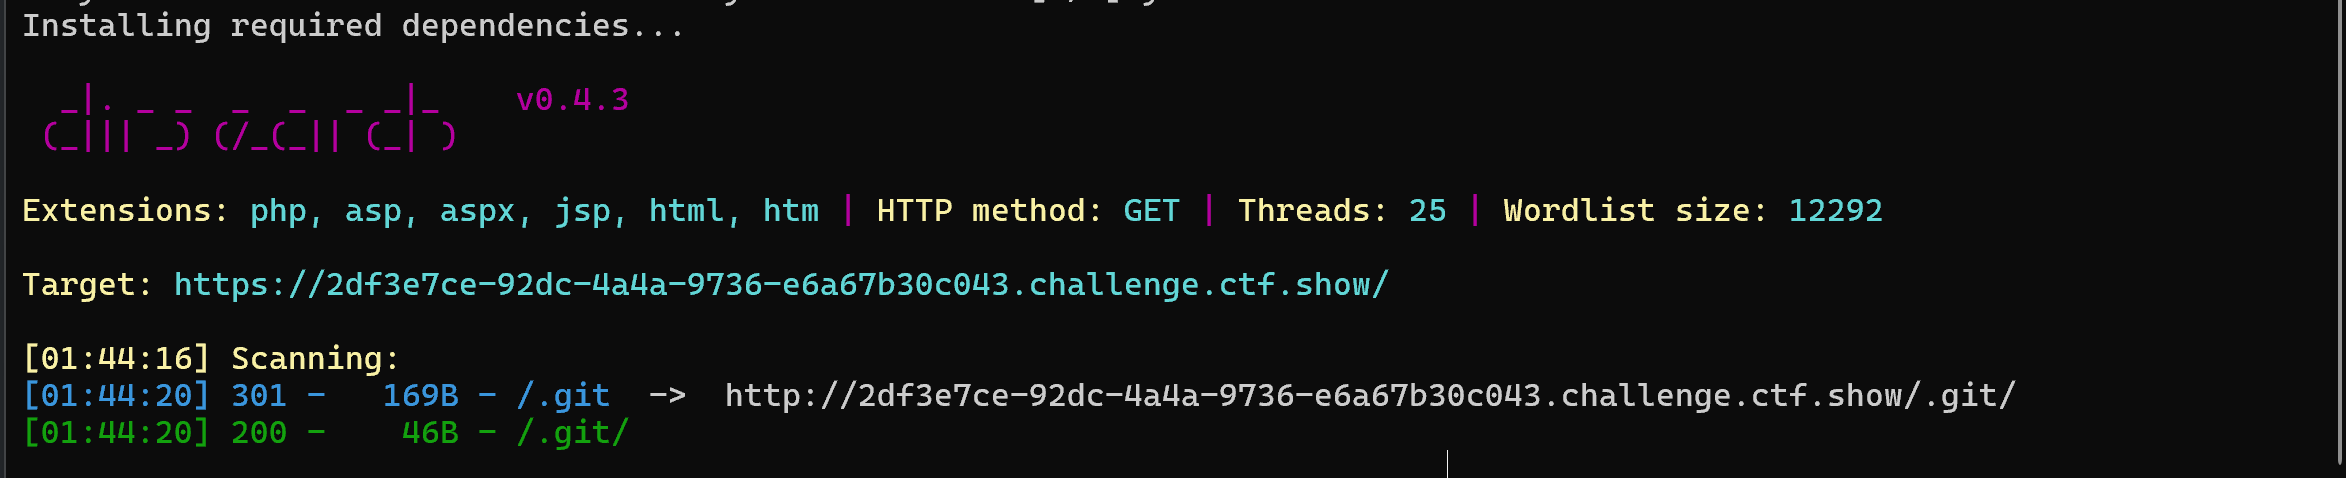 Installing required dependencies...
  _|. _ _  _  _  _ _|_    v0.4.3
 (_||| _) (/_(_|| (_| )
Extensions: php, asp, aspx, jsp, html, htm | HTTP method: GET | Threads: 25 | Wordlist size: 12292
Target: https://2df3e7ce-92dc-4a4a-9736-e6a67b30c043.challenge.ctf.show/
[01:44:16] Scanning:
[01:44:20] 301 -   169B - /.git  ->  http://2df3e7ce-92dc-4a4a-9736-e6a67b30c043.challenge.ctf.show/.git/
[01:44:20] 200 -    46B - /.git/